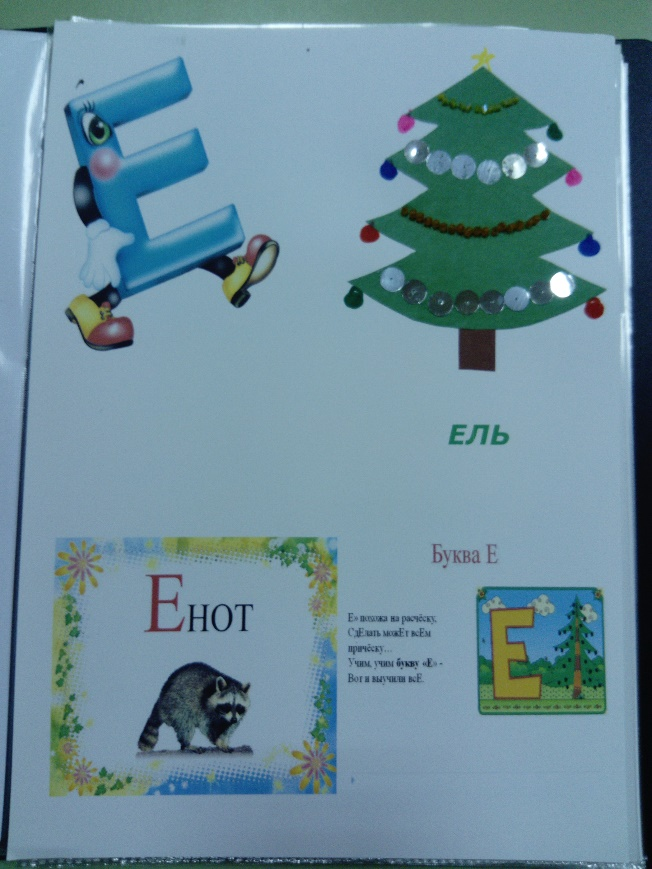 Е
ЕЛЬ
Енот
Буква Е
Е» похожа на расчёску,
СдЕлать можЕт всЕм
причёску…
Учим, учим букву «Е» -
Вот и выучили всЕ.
Е